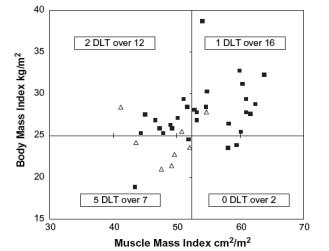 40
35
30
25
20
15
Body Mass Index kg/m²
2 DLT over 12
1 DLT over 16
5 DLT over 7
0 DLT over 2
30 40 50 60 70
Muscle Mass Index cm²/m²